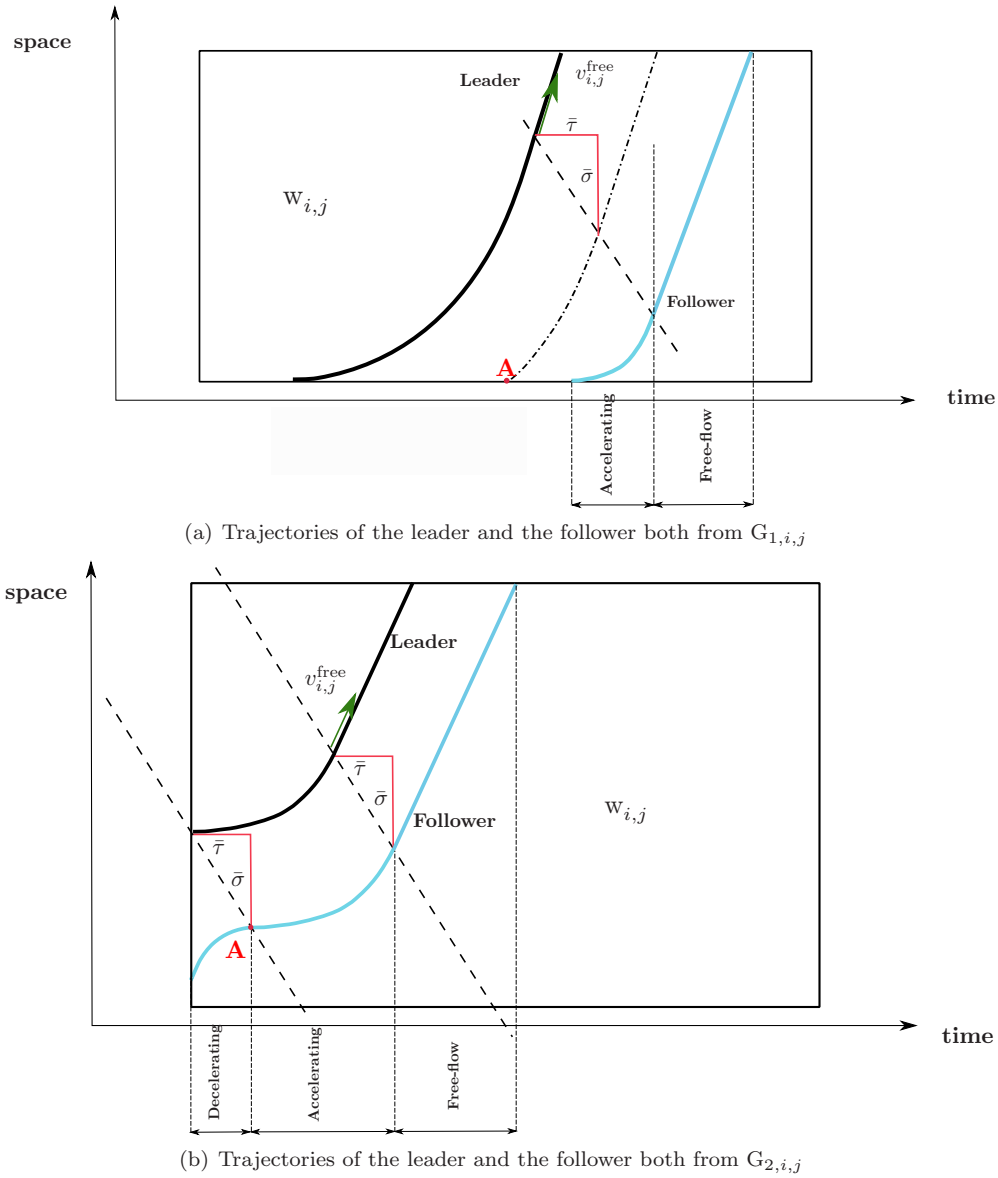 space
Leader
v_{i,j}^{free}
τ̄
σ̄
W_{i,j}
Follower
A
time
Accelerating
Free-flow
(a) Trajectories of the leader and the follower both from G_{1,i,j}
space
Leader
v_{i,j}^{free}
τ̄
σ̄
Follower
W_{i,j}
τ̄
σ̄
A
time
Decelerating
Accelerating
Free-flow
(b) Trajectories of the leader and the follower both from G_{2,i,j}